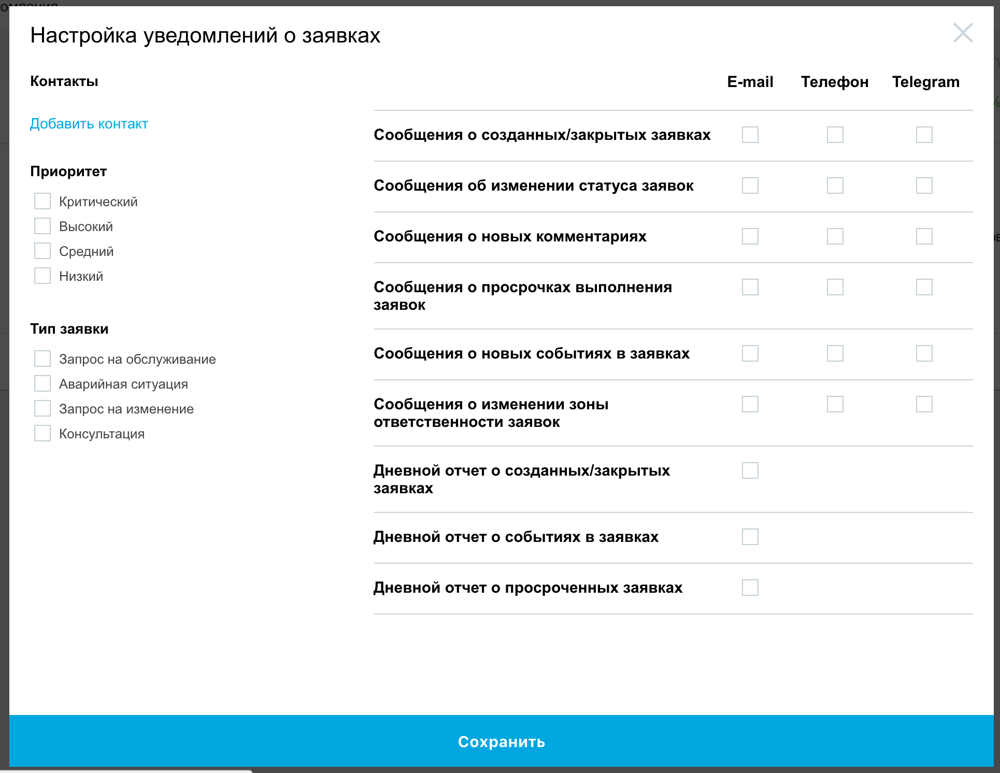 Настройка уведомлений о заявках
Контакты
Добавить контакт
Приоритет
Критический
Высокий
Средний
Низкий
Тип заявки
Запрос на обслуживание
Аварийная ситуация
Запрос на изменение
Консультация
E-mail Телефон Telegram
Сообщения о созданных/закрытых заявках
Сообщения об изменении статуса заявок
Сообщения о новых комментариях
Сообщения о просрочках выполнения
заявок
Сообщения о новых событиях в заявках
Сообщения о изменении зоны
ответственности заявок
Дневной отчет о созданных/закрытых
заявках
Дневной отчет о событиях в заявках
Дневной отчет о просроченных заявках
Сохранить